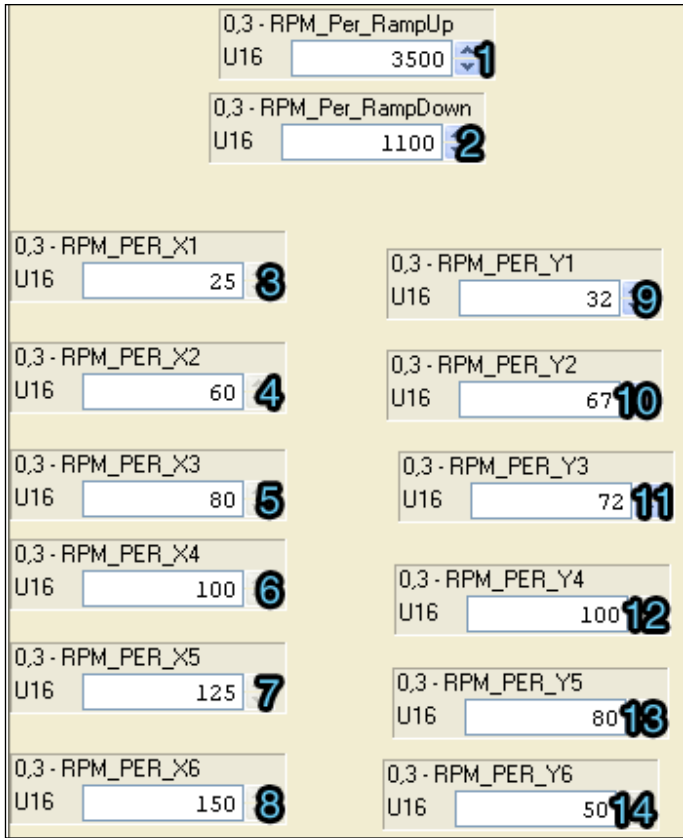 0,3 - RPM_Per_RampUp
U16 3500 1
0,3 - RPM_Per_RampDown
U16 1100 2
0,3 - RPM_PER_X1
U16 25 3
0,3 - RPM_PER_X2
U16 60 4
0,3 - RPM_PER_X3
U16 80 5
0,3 - RPM_PER_X4
U16 100 6
0,3 - RPM_PER_X5
U16 125 7
0,3 - RPM_PER_X6
U16 150 8
0,3 - RPM_PER_Y1
U16 32 9
0,3 - RPM_PER_Y2
U16 67 10
0,3 - RPM_PER_Y3
U16 72 11
0,3 - RPM_PER_Y4
U16 100 12
0,3 - RPM_PER_Y5
U16 80 13
0,3 - RPM_PER_Y6
U16 50 14